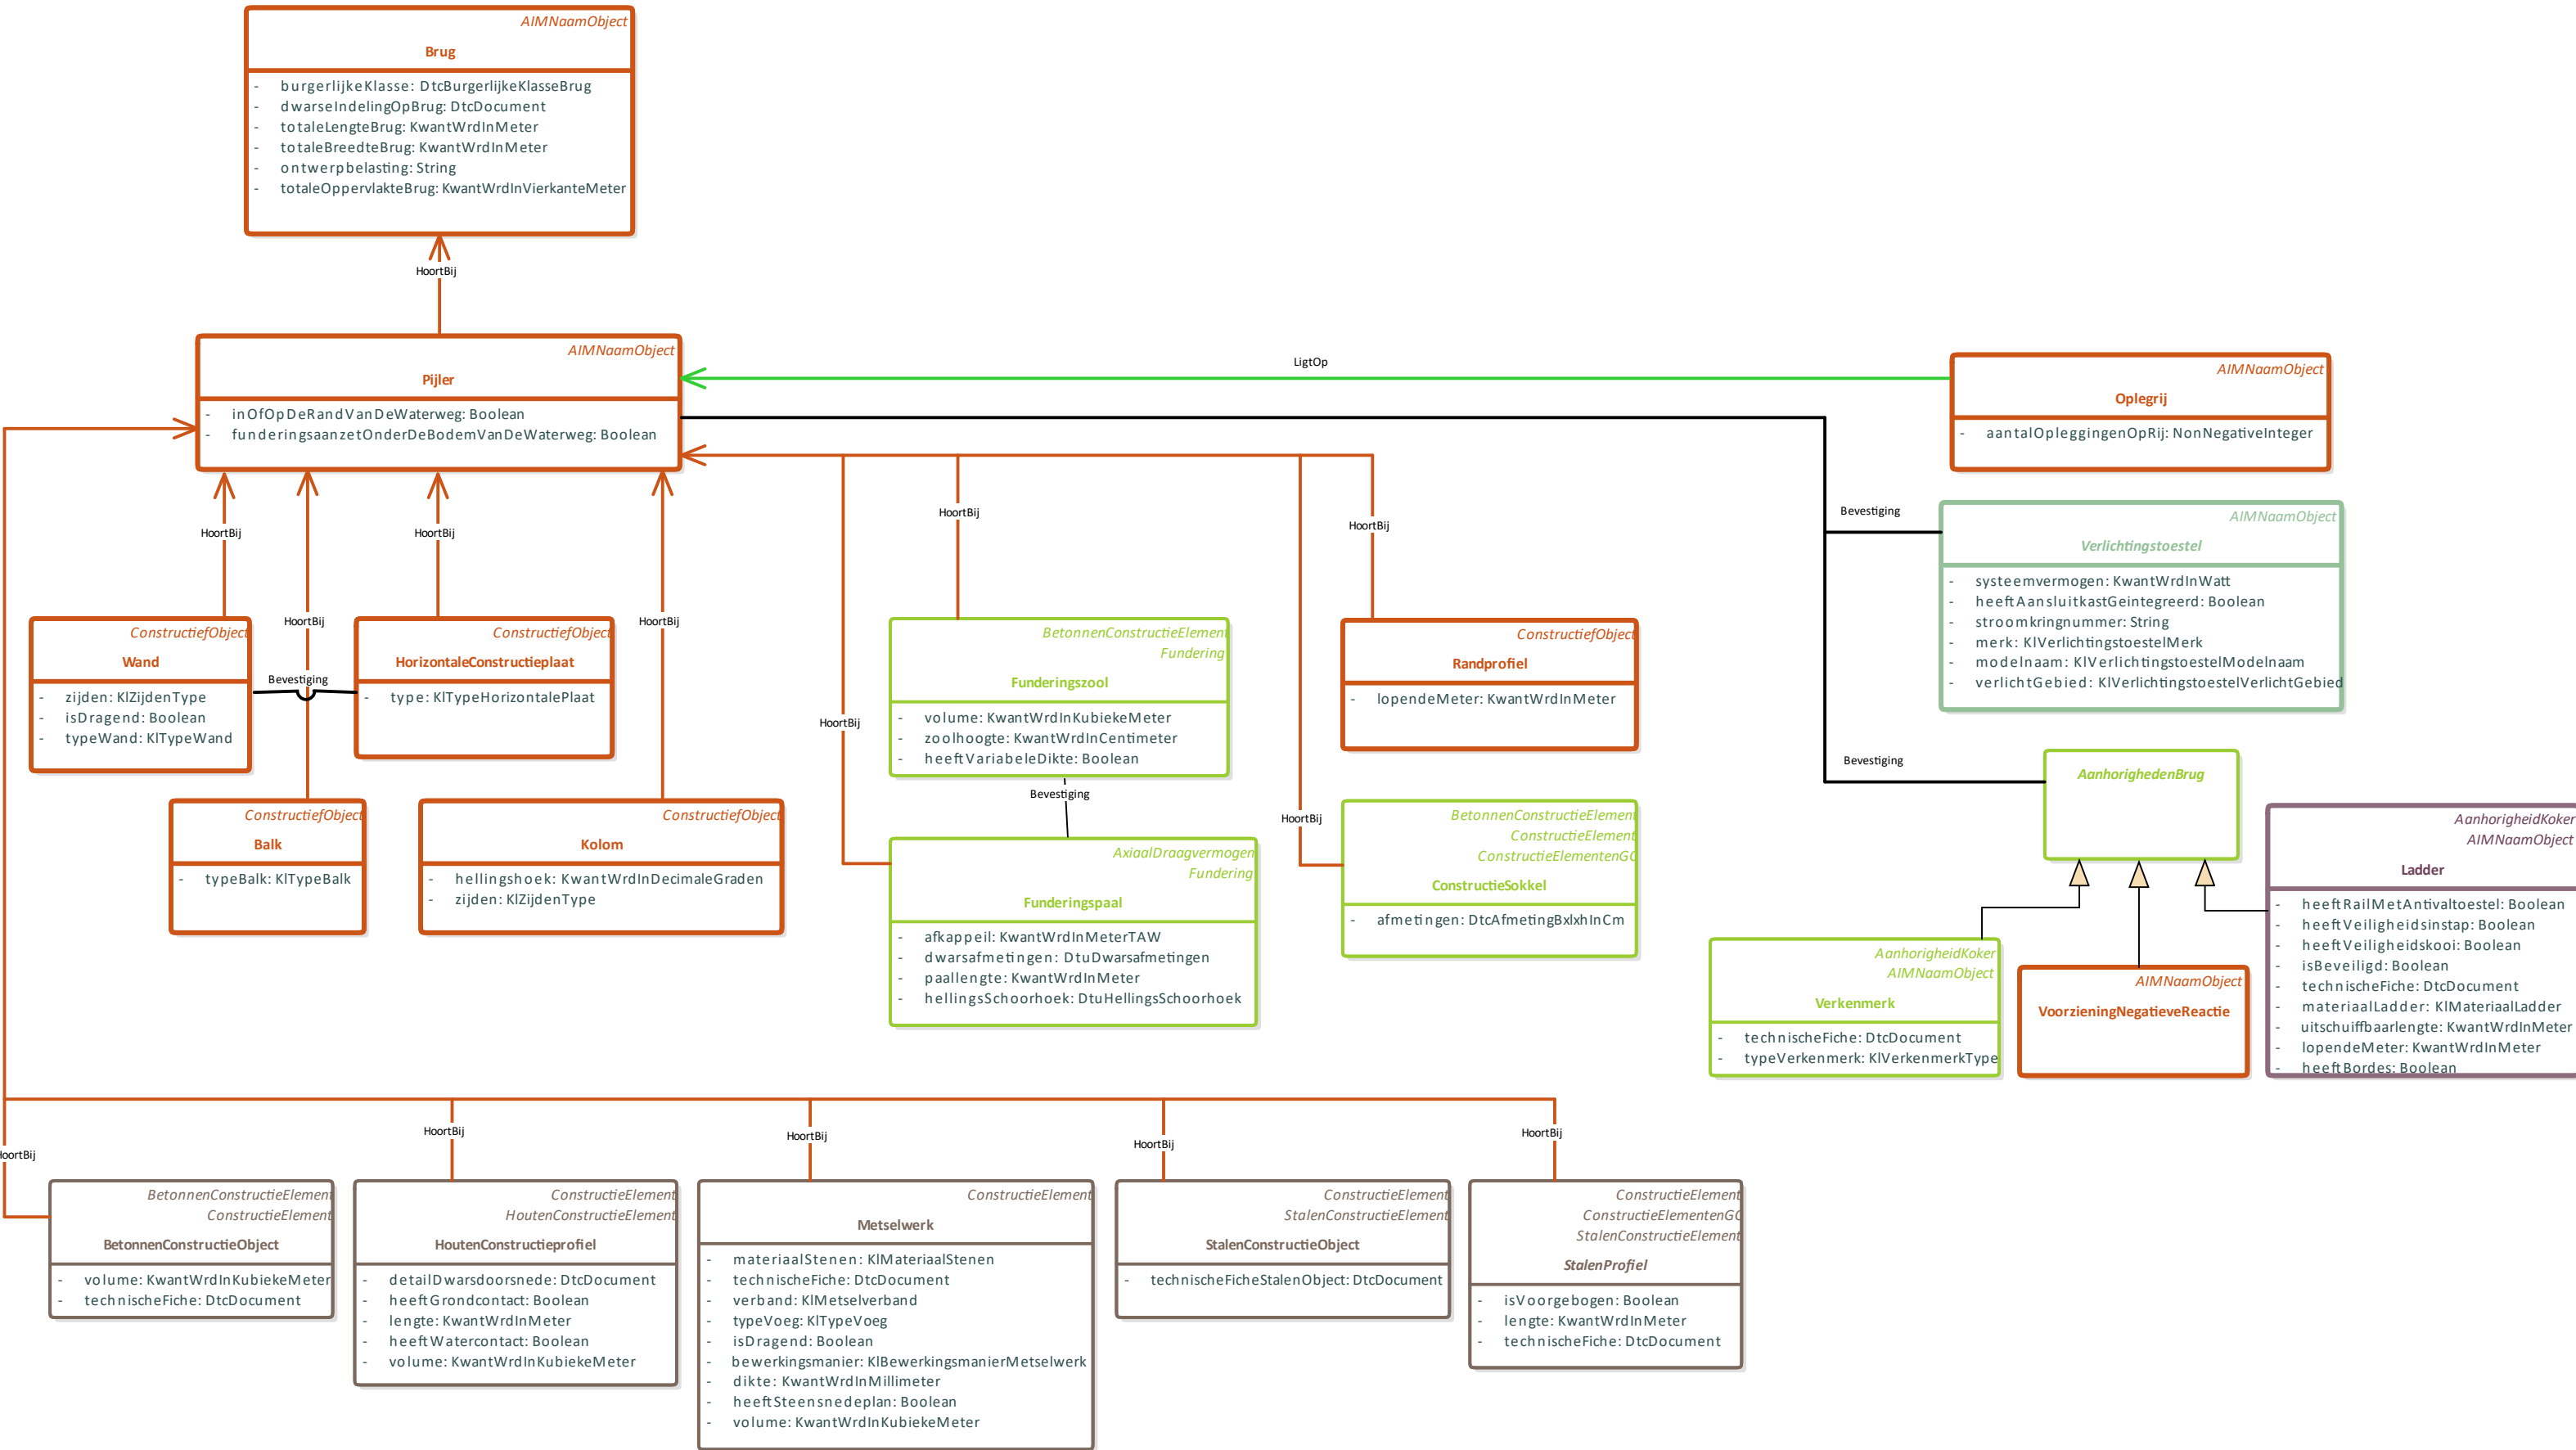 AIMNaamObject
Brug
- burgerlijkeKlasse: DtcBurgerlijkeKlasseBrug
- dwarseIndelingOpBrug: DtcDocument
- totaleLengteBrug: KwantWrdInMeter
- totaleBreedteBrug: KwantWrdInMeter
- ontwerpbelasting: String
- totaleOppervlakteBrug: KwantWrdInVierkanteMeter
HoortBij
AIMNaamObject
Pijler
- inOfOpDeRandVanDeWaterweg: Boolean
- funderingsaanzetOnderDeBodemVanDeWaterweg: Boolean
LigtOp
AIMNaamObject
Oplegrij
- aantalOpleggingenOpRij: NonNegativeInteger
Bevestiging
AIMNaamObject
Verlichtingstoestel
- systeemvermogen: KwantWrdInWatt
- heeftAansluitkastGeintegreerd: Boolean
- stroomkringnummer: String
- merk: KlVerlichtingstoestelMerk
- modelnaam: KlVerlichtingstoestelModelnaam
- verlichtGebied: KlVerlichtingstoestelVerlichtGebied
HoortBij
HoortBij
HoortBij
HoortBij
HoortBij
HoortBij
ConstructiefObject
Wand
- zijden: KlZijdenType
- isDragend: Boolean
- typeWand: KlTypeWand
Bevestiging
ConstructiefObject
HorizontaleConstructieplaat
- type: KlTypeHorizontalePlaat
BetonnenConstructieElement
Fundering
Funderingszool
- volume: KwantWrdInKubiekeMeter
- zoolhoogte: KwantWrdInCentimeter
- heeftVariabeleDikte: Boolean
ConstructiefObject
Randprofiel
- lopendeMeter: KwantWrdInMeter
HoortBij
Bevestiging
HoortBij
Bevestiging
AanhorighedenBrug
ConstructiefObject
Balk
- typeBalk: KlTypeBalk
ConstructiefObject
Kolom
- hellingshoek: KwantWrdInDecimaleGraden
- zijden: KlZijdenType
AxiaalDraagvermogen
Fundering
Funderingspaal
- afkappeil: KwantWrdInMeterTAW
- dwarsafmetingen: DtuDwarsafmetingen
- paallengte: KwantWrdInMeter
- hellingsSchoorhoek: DtuHellingsSchoorhoek
BetonnenConstructieElement
ConstructieElement
ConstructieElementenGC
ConstructieSokkel
- afmetingen: DtcAfmetingBxlxhInCm
AanhorigheidKoker
AIMNaamObject
Ladder
- heeftRailMetAntivaltoestel: Boolean
- heeftVeiligheidsinstap: Boolean
- heeftVeiligheidskooi: Boolean
- isBeveiligd: Boolean
- technischeFiche: DtcDocument
- materiaalLadder: KlMateriaalLadder
- uitschuiffbaarlengte: KwantWrdInMeter
- lopendeMeter: KwantWrdInMeter
- heeftBordes: Boolean
AanhorigheidKoker
AIMNaamObject
Verkenmerk
- technischeFiche: DtcDocument
- typeVerkenmerk: KlVerkenmerkType
AIMNaamObject
VoorzieningNegatieveReactie
HoortBij
HoortBij
HoortBij
HoortBij
HoortBij
BetonnenConstructieElement
ConstructieElement
BetonnenConstructieObject
- volume: KwantWrdInKubiekeMeter
- technischeFiche: DtcDocument
ConstructieElement
HoutenConstructieElement
HoutenConstructieprofiel
- detailDwarsdoorsnede: DtcDocument
- heeftGrondcontact: Boolean
- lengte: KwantWrdInMeter
- heeftWatercontact: Boolean
- volume: KwantWrdInKubiekeMeter
ConstructieElement
Metselwerk
- materiaalStenen: KlMateriaalStenen
- technischeFiche: DtcDocument
- verband: KlMetselverband
- typeVoeg: KlTypeVoeg
- isDragend: Boolean
- bewerkingsmanier: KlBewerkingsmanierMetselwerk
- dikte: KwantWrdInMillimeter
- heeftSteensnedeplan: Boolean
- volume: KwantWrdInKubiekeMeter
ConstructieElement
StalenConstructieElement
StalenConstructieObject
- technischeFicheStalenObject: DtcDocument
ConstructieElement
ConstructieElementenGC
StalenConstructieElement
StalenProfiel
- isVoorgebogen: Boolean
- lengte: KwantWrdInMeter
- technischeFiche: DtcDocument